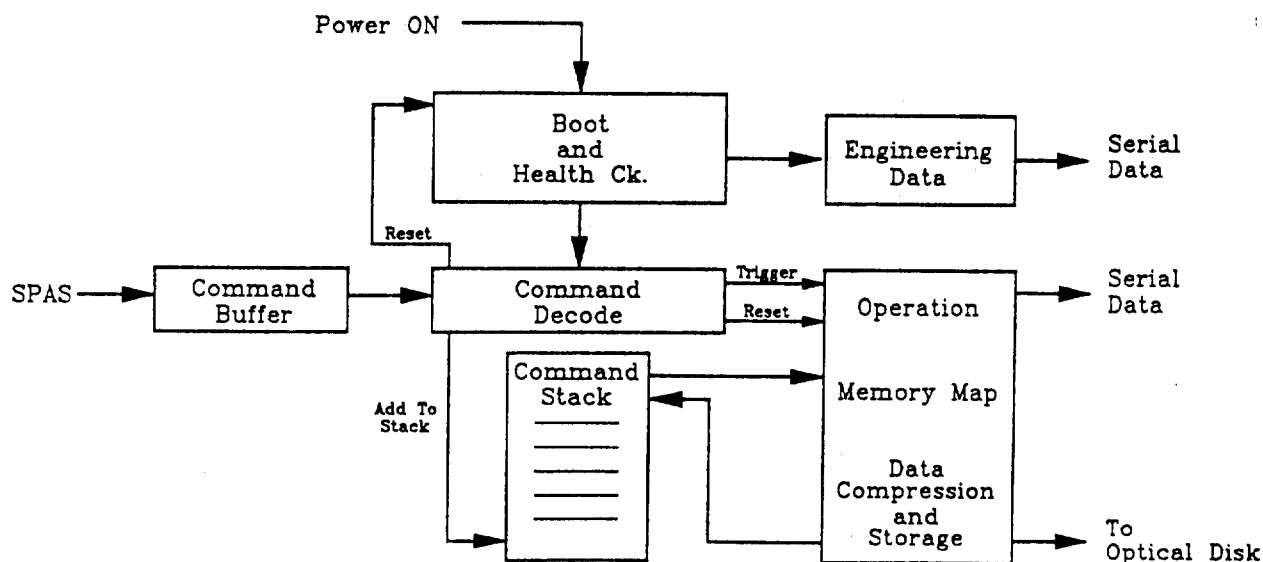 Power ON
Boot
and
Health Ck.
Engineering
Data
Serial
Data
Reset
SPAS
Command
Buffer
Command
Decode
Trigger
Reset
Operation
Memory Map
Data
Compression
and
Storage
Serial
Data
Command
Stack
Add To
Stack
To
Optical Disk